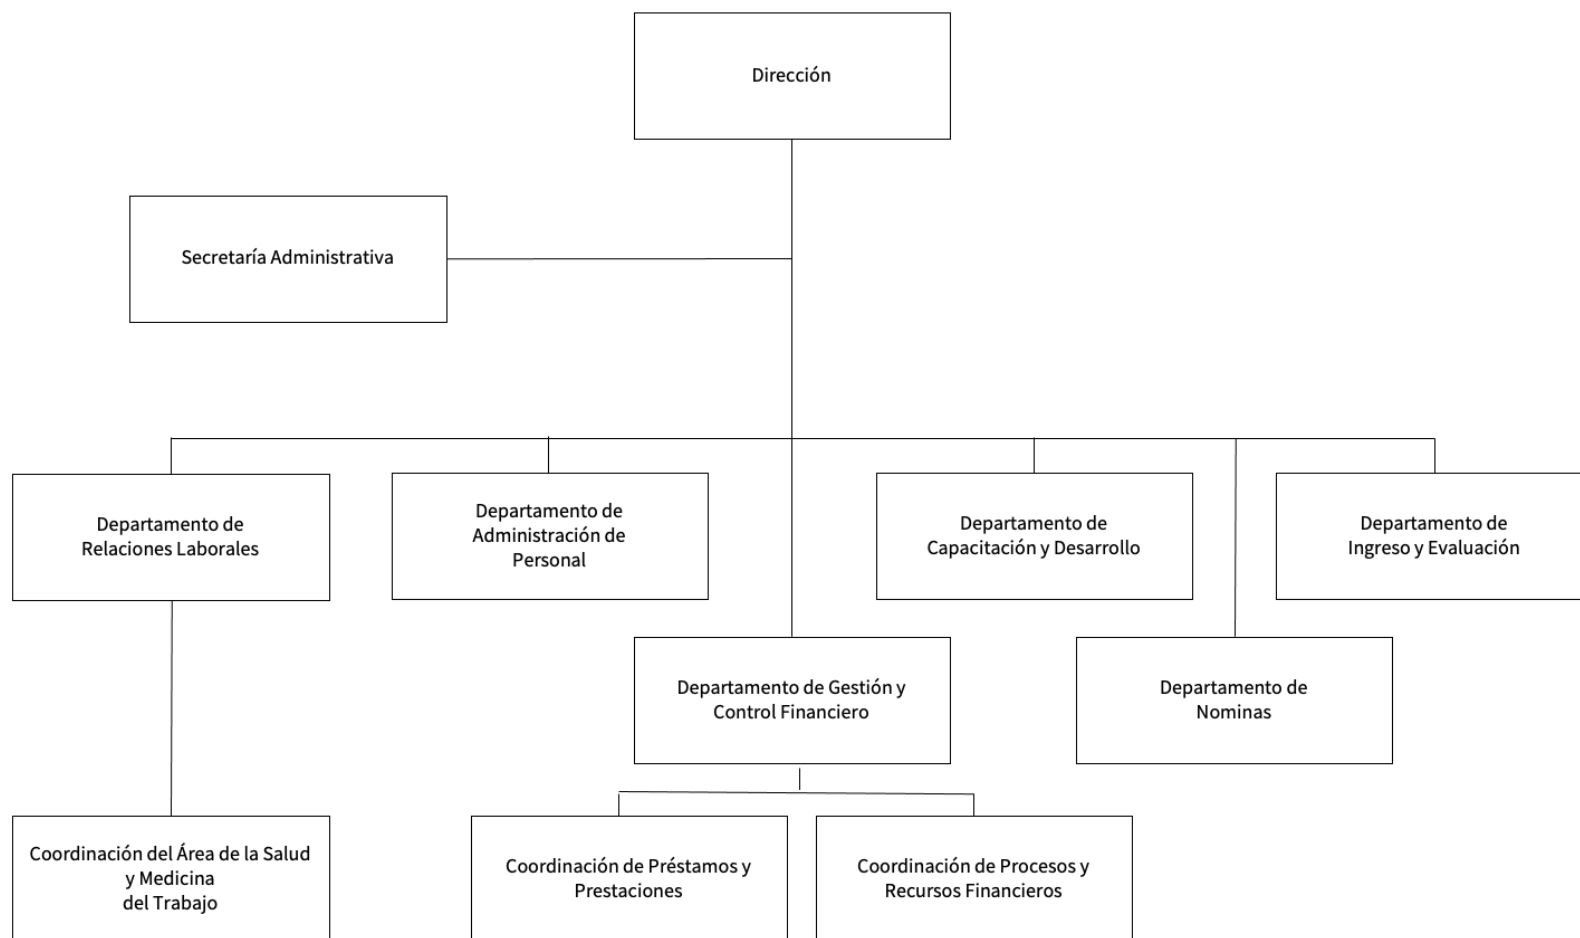 Dirección
Secretaría Administrativa
Departamento de
Relaciones Laborales
Departamento de
Administración de
Personal
Departamento de
Capacitación y Desarrollo
Departamento de
Ingreso y Evaluación
Departamento de Gestión y
Control Financiero
Departamento de
Nominas
Coordinación del Área de la Salud
y Medicina
del Trabajo
Coordinación de Préstamos y
Prestaciones
Coordinación de Procesos y
Recursos Financieros